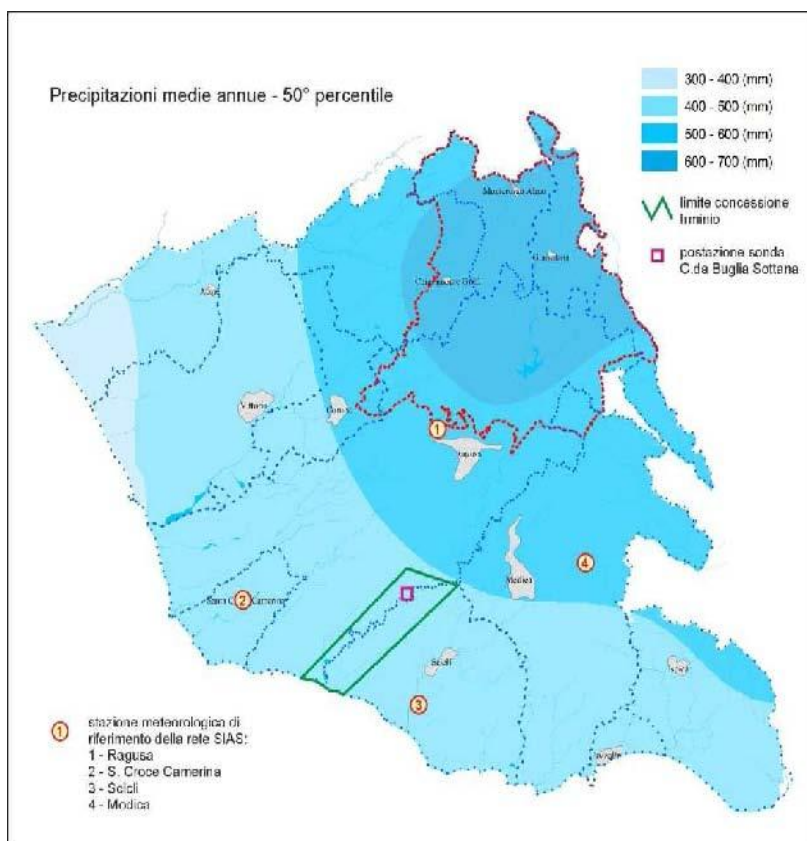 Precipitazioni medie annue - 50° percentile
300 - 400 (mm)
400 - 500 (mm)
500 - 600 (mm)
600 - 700 (mm)
limite concessione
Irminio
postazione sonda
C.da Buglia Sottana
Vittoria
1
Ragusa
Modica
4
2
Scicli
3
1
stazione meteorologica di
riferimento della rete SIAS:
1 - Ragusa
2 - S. Croce Camerina
3 - Scicli
4 - Modica